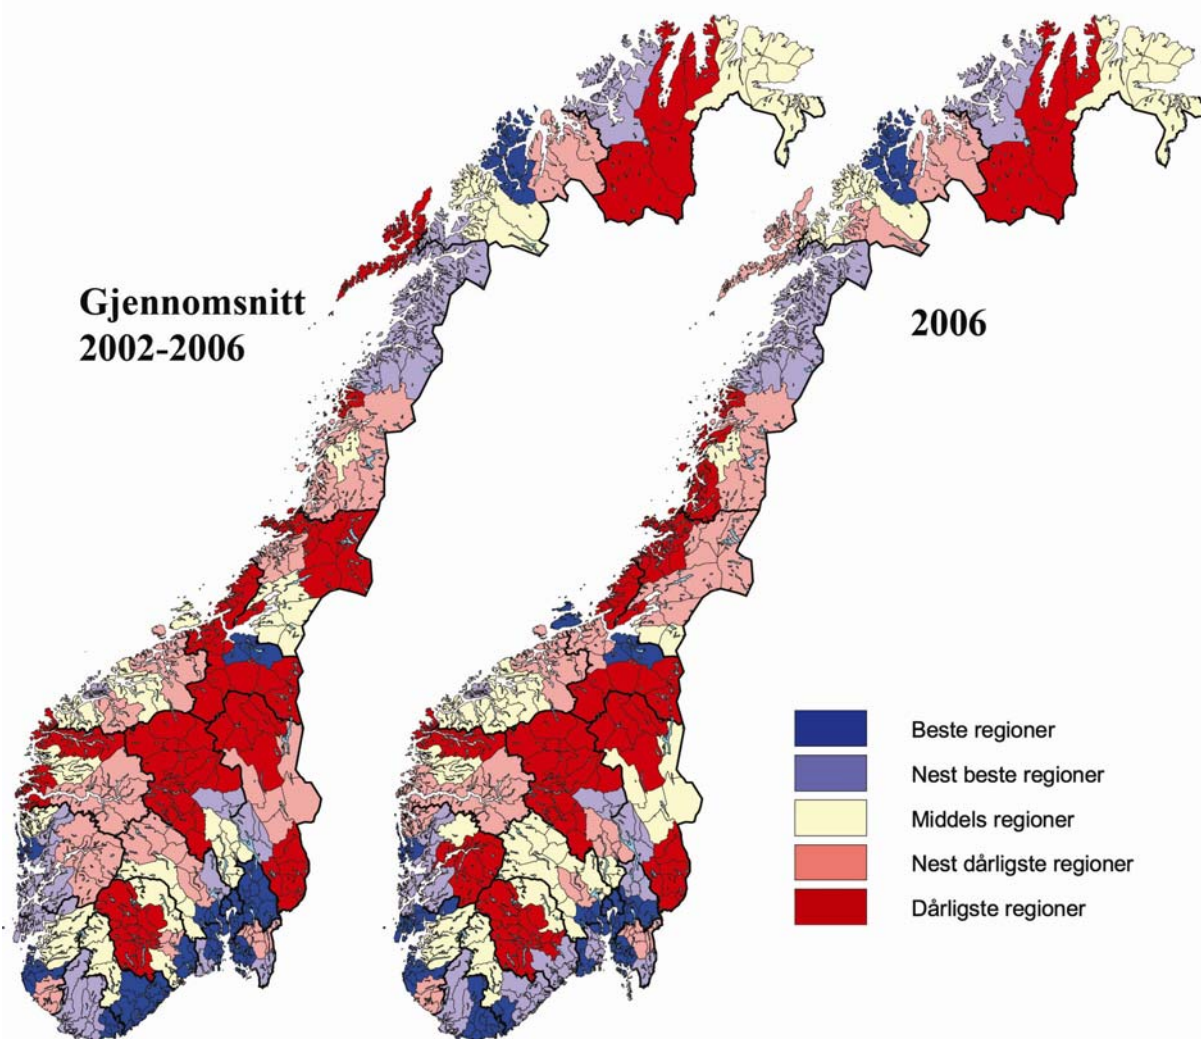 Gjennomsnitt
2002-2006
2006
Beste regioner
Nest beste regioner
Middels regioner
Nest dårligste regioner
Dårligste regioner